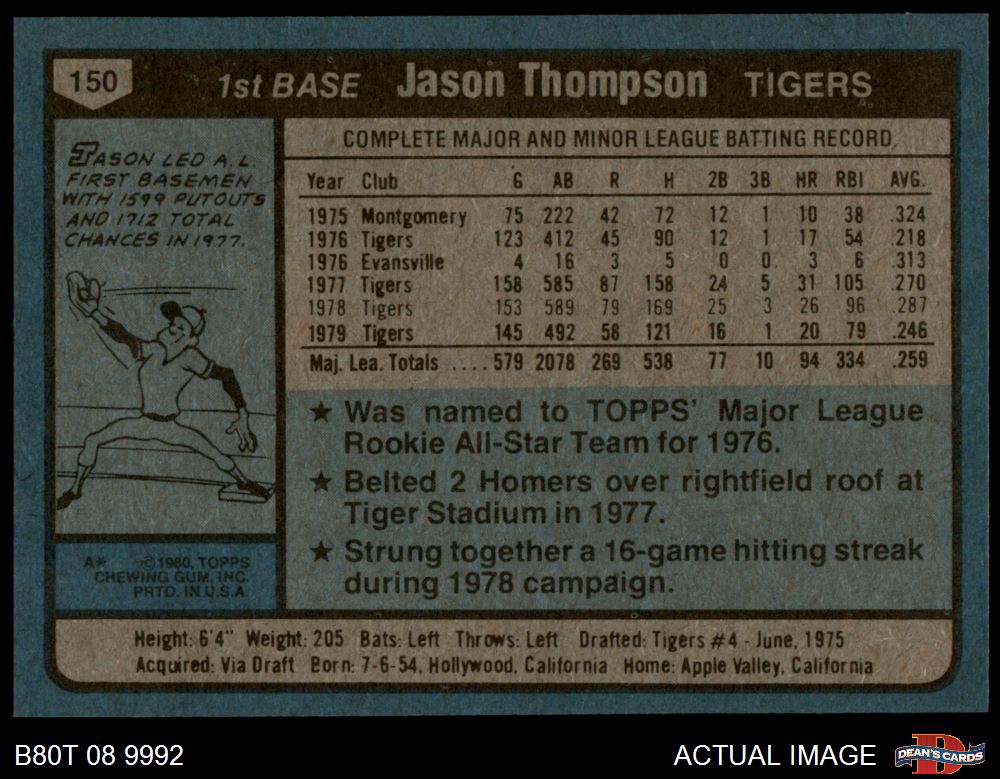 150 1st BASE Jason Thompson TIGERS
JASON LED A.L.
FIRST BASEMEN
WITH 1599 PUTOUTS
AND 1712 TOTAL
CHANCES IN 1977.
COMPLETE MAJOR AND MINOR LEAGUE BATTING RECORD
Year Club G AB R H 2B 3B HR RBI AVG.
1975 Montgomery 75 222 42 72 12 1 10 38 .324
1976 Tigers 123 412 45 90 12 1 17 54 .218
1976 Evansville 4 16 3 5 0 0 3 6 .313
1977 Tigers 158 585 87 158 24 5 31 105 .270
1978 Tigers 153 589 79 169 25 3 26 96 .287
1979 Tigers 145 492 58 121 16 1 20 79 .246
Maj. Lea. Totals .... 579 2078 269 538 77 10 94 334 .259
★ Was named to TOPPS' Major League
Rookie All-Star Team for 1976.
★ Belted 2 Homers over rightfield roof at
Tiger Stadium in 1977.
★ Strung together a 16-game hitting streak
during 1978 campaign.
A* ©1980, TOPPS
CHEWING GUM, INC.
PRTD. IN U.S.A.
Height: 6'4" Weight: 205 Bats: Left Throws: Left Drafted: Tigers #4 - June, 1975
Acquired: Via Draft Born: 7-6-54, Hollywood, California Home: Apple Valley, California
B80T 08 9992 ACTUAL IMAGE DEAN'S CARDS